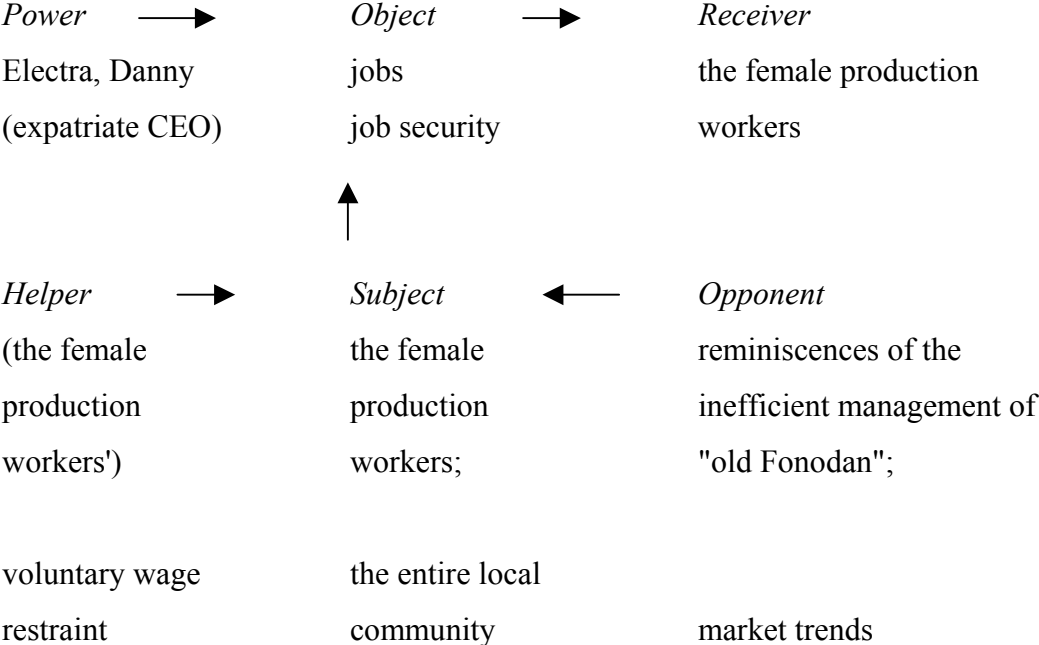 Power Object Receiver
Electra, Danny jobs the female production
(expatriate CEO) job security workers
Helper Subject Opponent
(the female the female reminiscences of the
production production inefficient management of
workers') workers; "old Fonodan";
voluntary wage the entire local
restraint community market trends